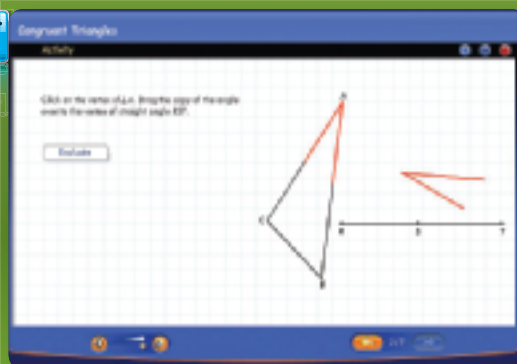 Congruent Triangles
Activity
Click on the vertex of ∠A. Drag the copy of the angle
over to the vertex of straight angle
Evaluate
A
C
B
R
S
T